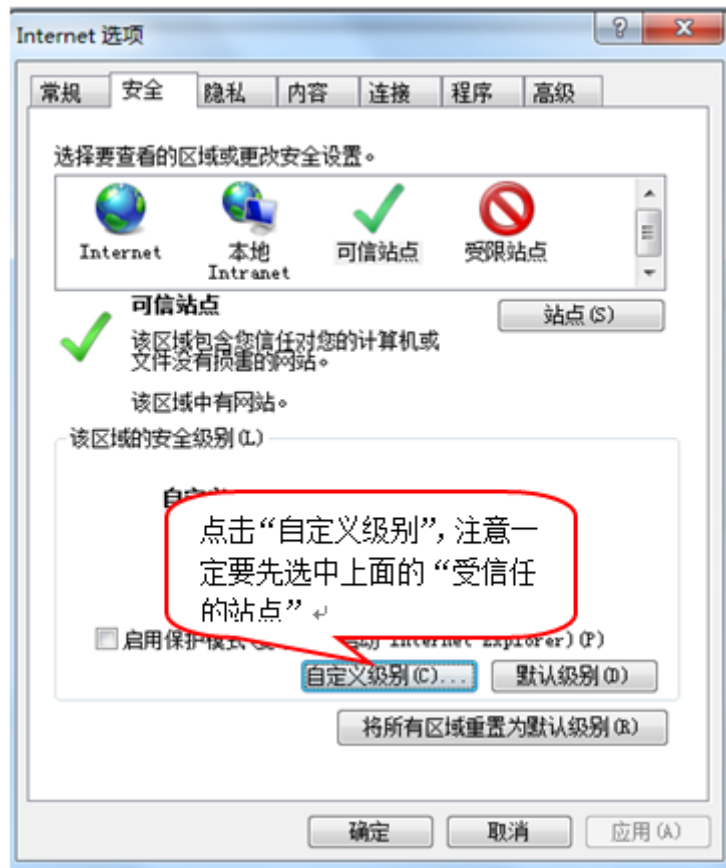 Internet 选项
常规 安全 隐私 内容 连接 程序 高级
选择要查看的区域或更改安全设置。
Internet 本地 Intranet 可信站点 受限站点
可信站点
站点(S)
该区域包含您信任对您的计算机或
文件没有损害的网站。
该区域中有网站。
该区域的安全级别(L)
点击“自定义级别”，注意一
定要先选中上面的“受信任
的站点”
启用保护模式 Internet Explorer)(P)
自定义级别(C)... 默认级别(D)
将所有区域重置为默认级别(R)
确定 取消 应用(A)